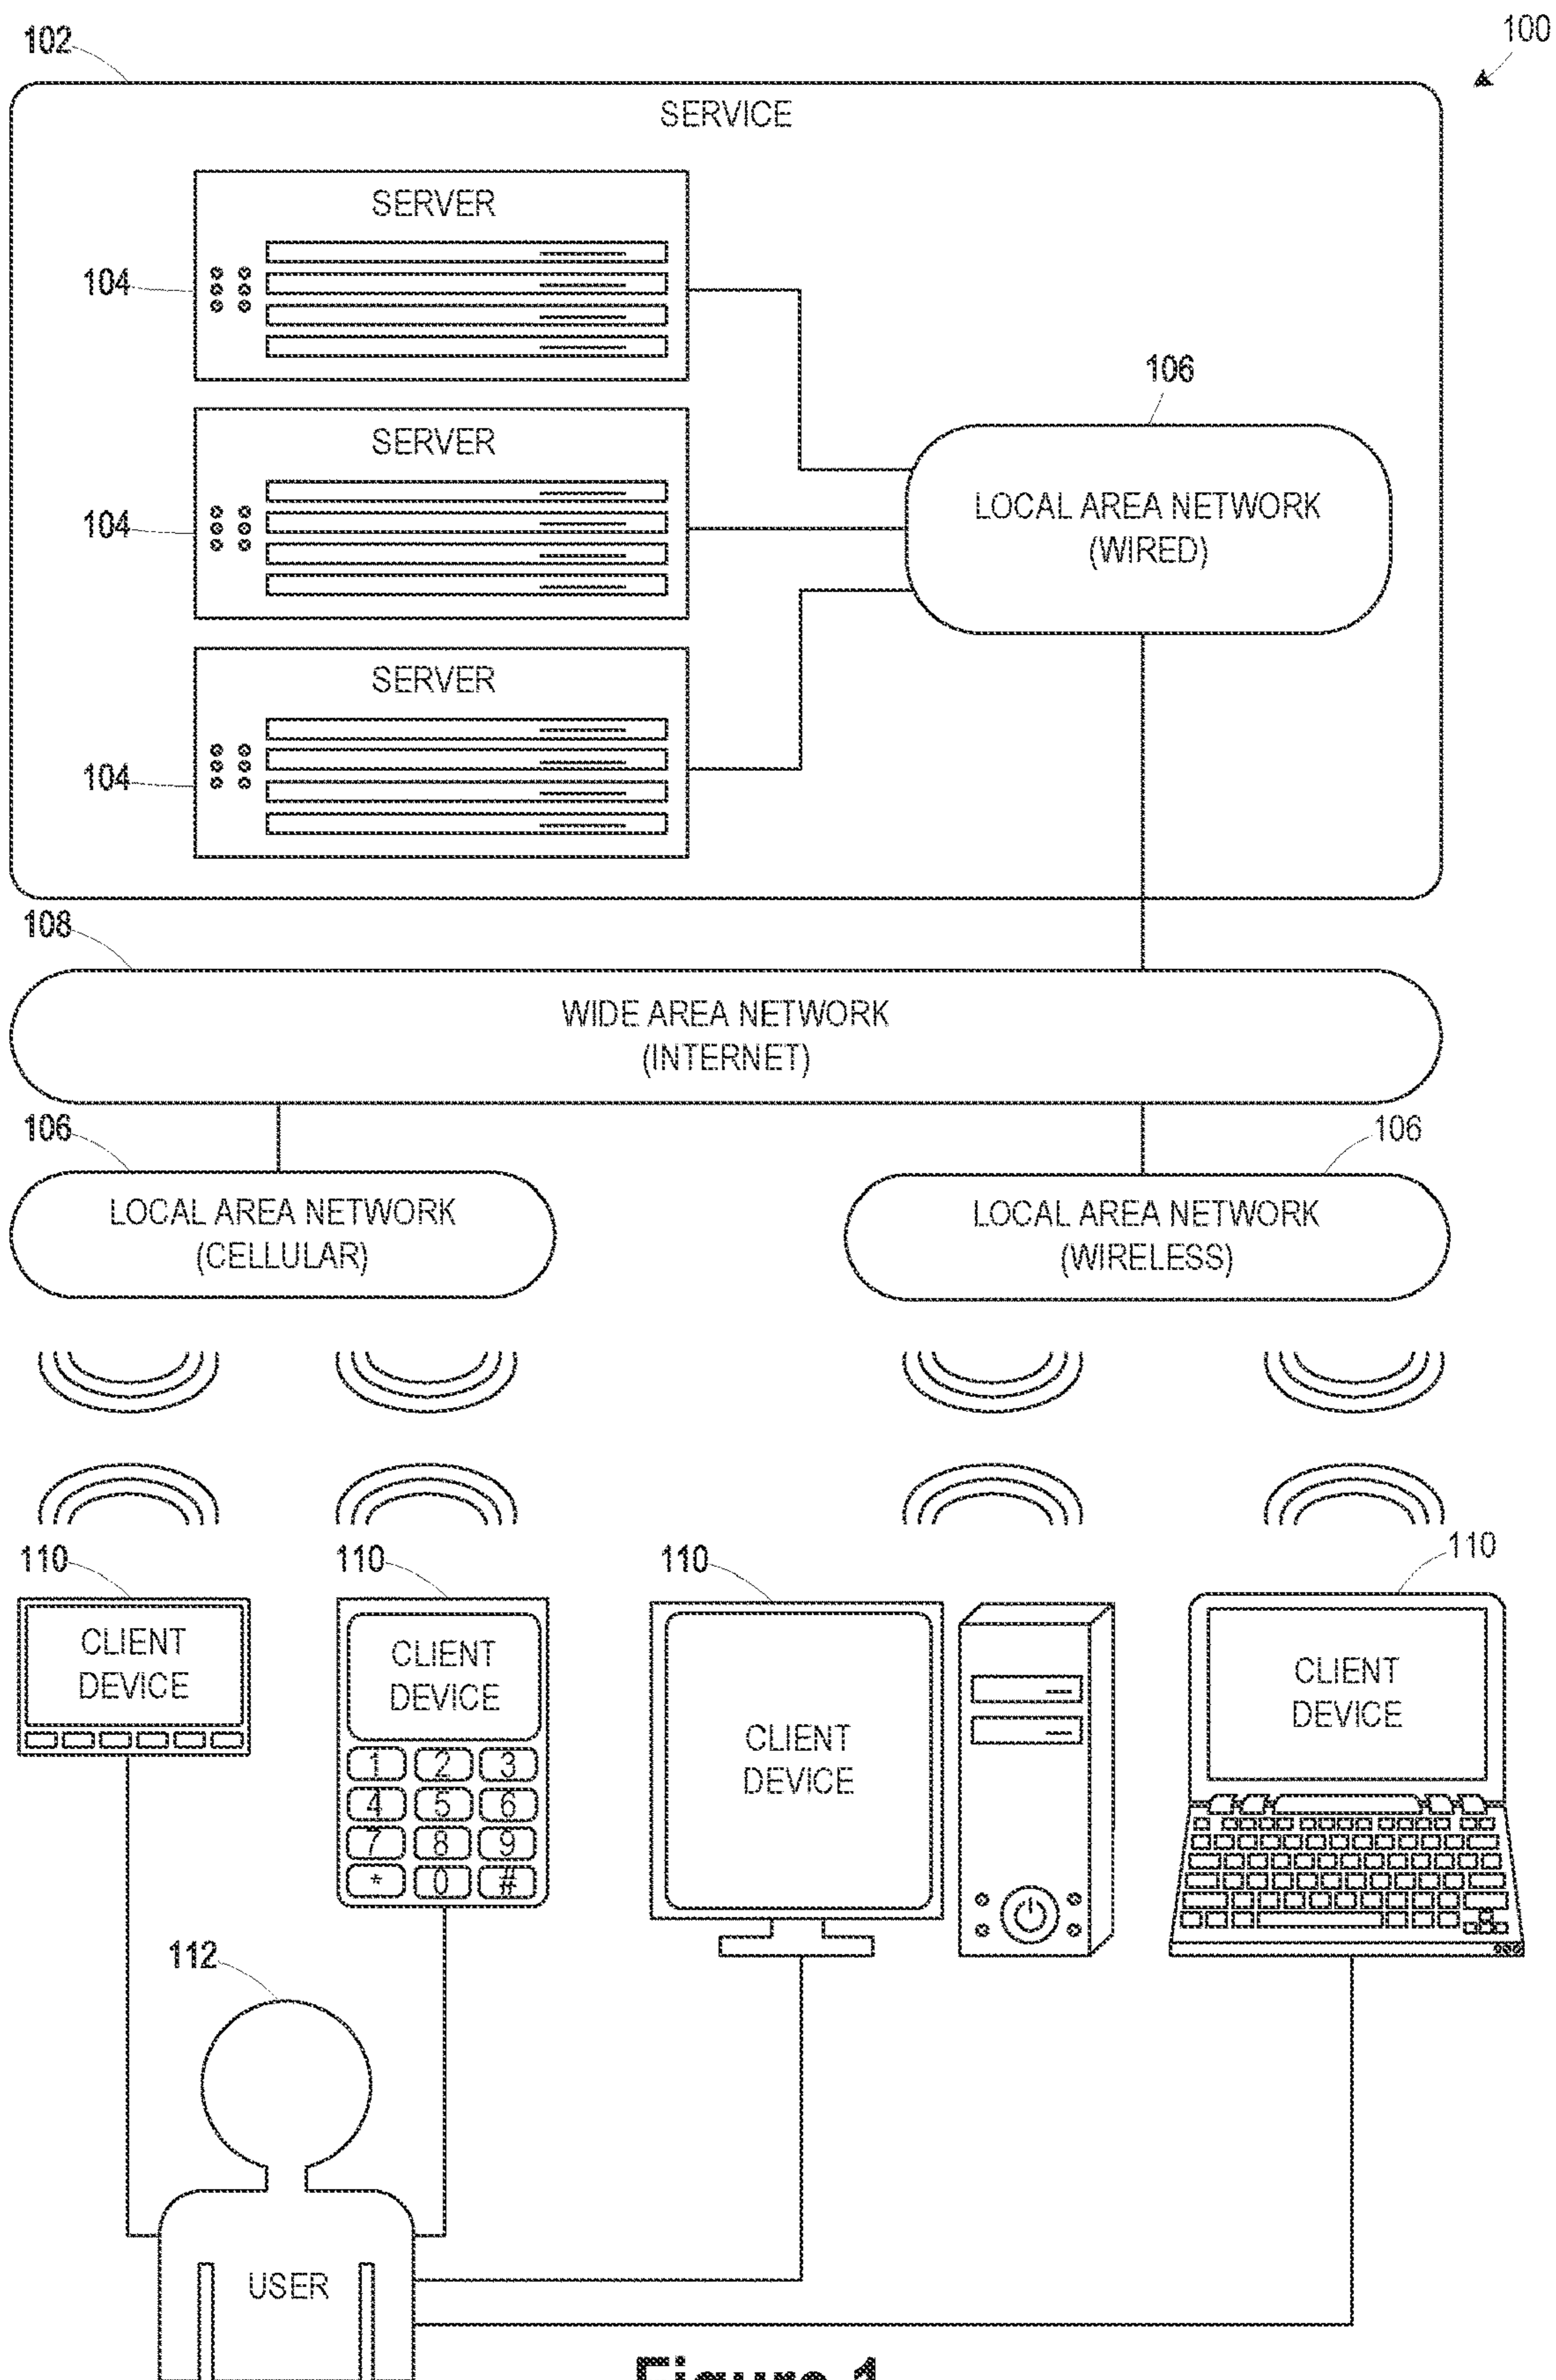 100
102
SERVICE
SERVER
104
SERVER
104
SERVER
104
106
LOCAL AREA NETWORK
(WIRED)
108
WIDE AREA NETWORK
(INTERNET)
106
LOCAL AREA NETWORK
(CELLULAR)
106
LOCAL AREA NETWORK
(WIRELESS)
110
CLIENT
DEVICE
110
CLIENT
DEVICE
1 2 3
4 5 6
7 8 9
* 0 #
110
CLIENT
DEVICE
110
CLIENT
DEVICE
112
USER
Figure 1